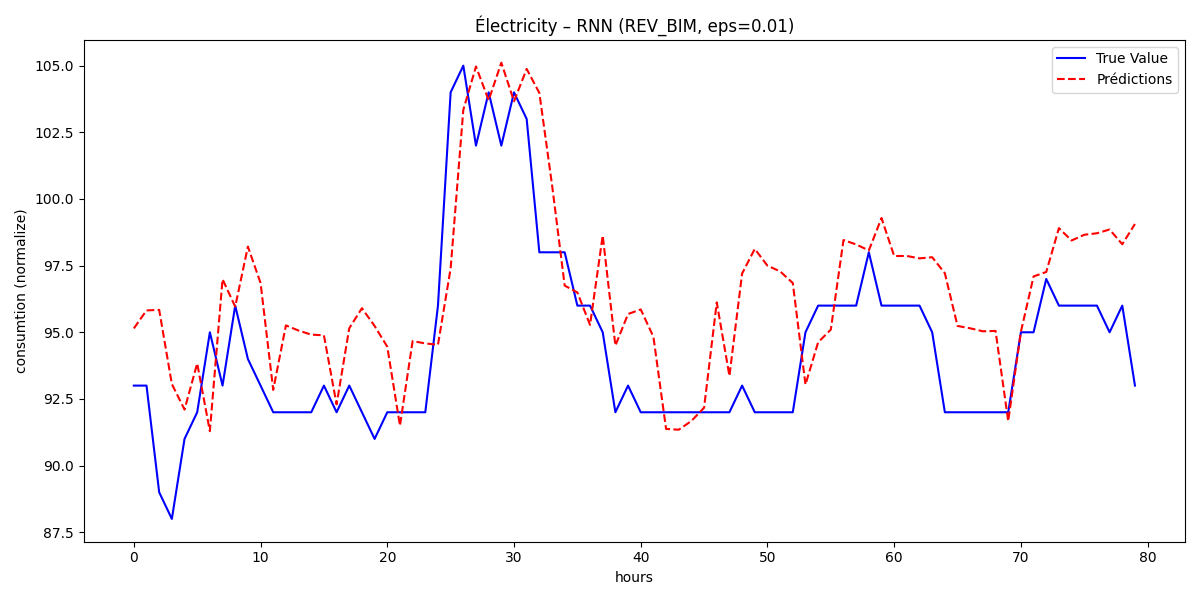 Électricity – RNN (REV_BIM, eps=0.01)
True Value
Prédictions
consumtion (normalize)
105.0
102.5
100.0
97.5
95.0
92.5
90.0
87.5
0 10 20 30 40 50 60 70 80
hours